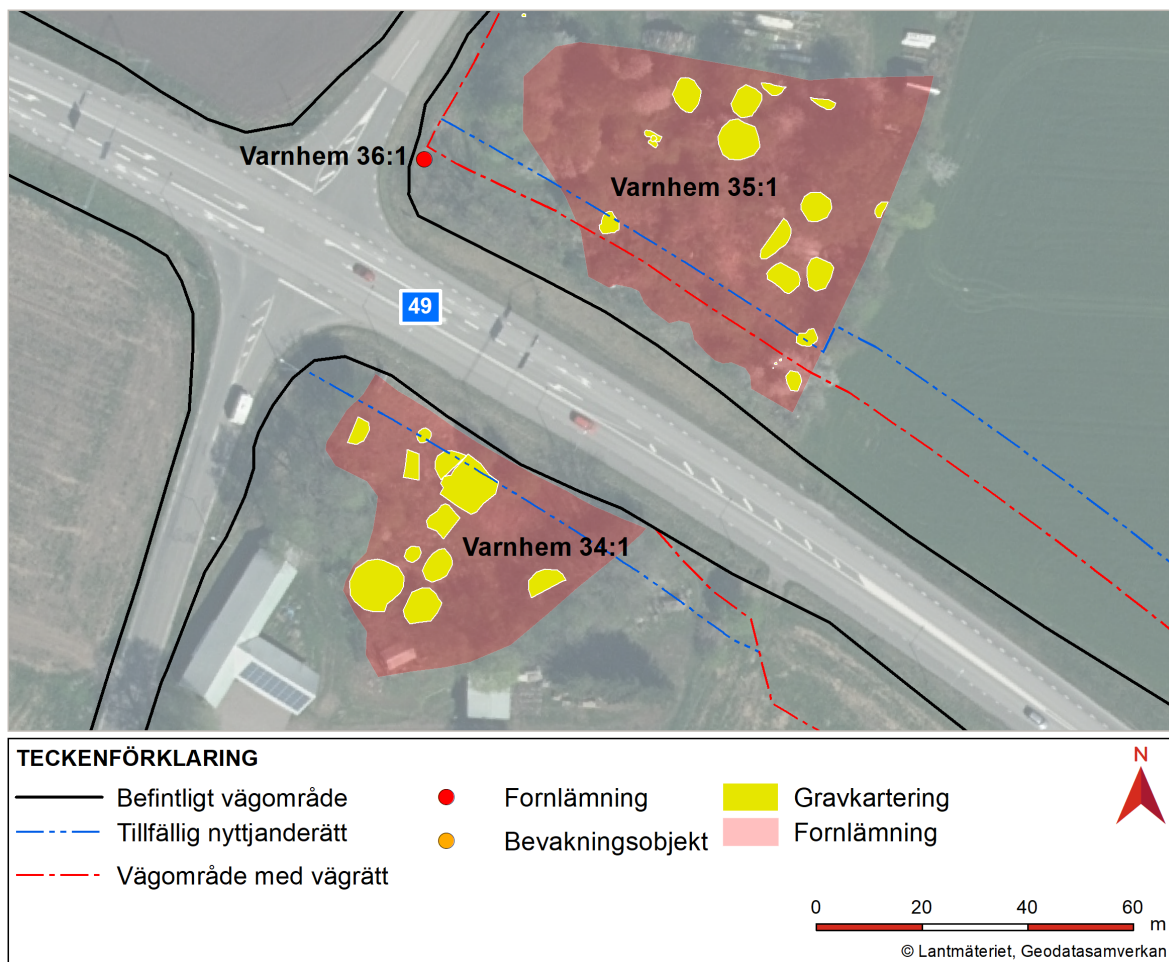 Varnhem 36:1
Varnhem 35:1
49
Varnhem 34:1
TECKENFÖRKLARING
Befintligt vägområde
Tillfällig nyttjanderätt
Vägområde med vägrätt
Fornlämning
Bevakningsobjekt
Gravkartering
Fornlämning
N
0 20 40 60 m
© Lantmäteriet, Geodatasamverkan